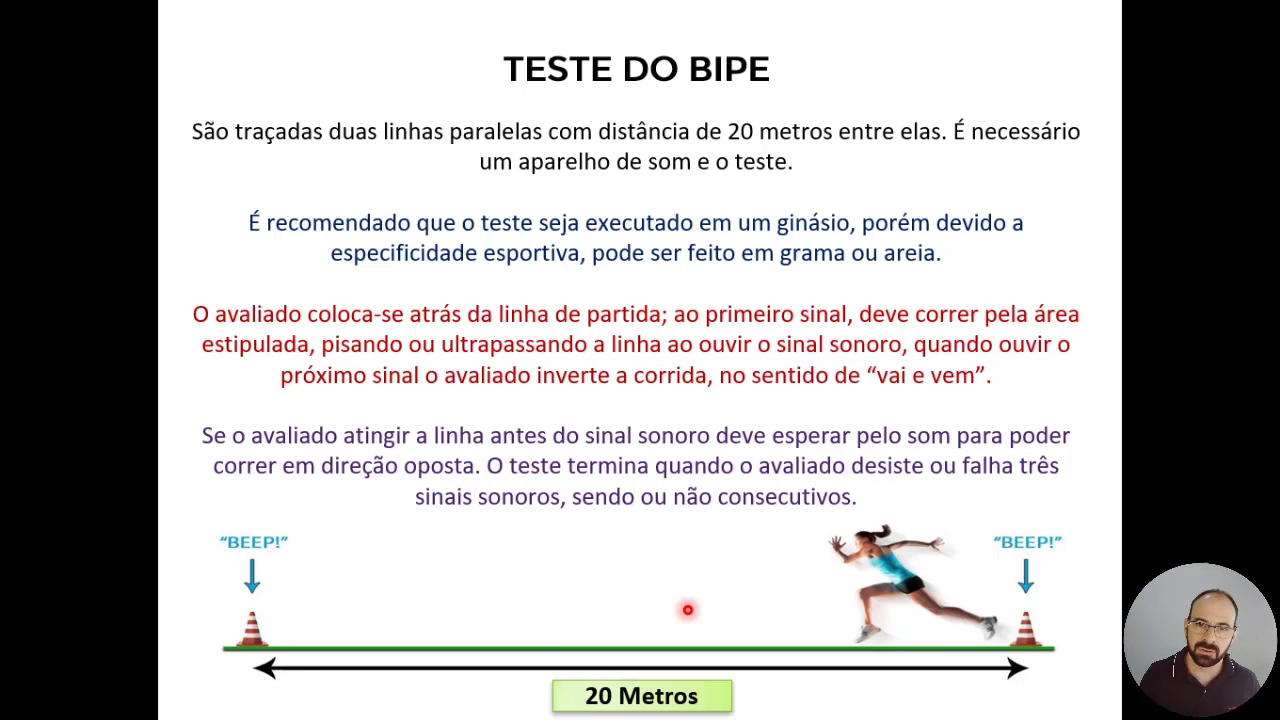 TESTE DO BIPE
São traçadas duas linhas paralelas com distância de 20 metros entre elas. É necessário
um aparelho de som e o teste.
É recomendado que o teste seja executado em um ginásio, porém devido a
especificidade esportiva, pode ser feito em grama ou areia.
O avaliado coloca-se atrás da linha de partida; ao primeiro sinal, deve correr pela área
estipulada, pisando ou ultrapassando a linha ao ouvir o sinal sonoro, quando ouvir o
próximo sinal o avaliado inverte a corrida, no sentido de “vai e vem”.
Se o avaliado atingir a linha antes do sinal sonoro deve esperar pelo som para poder
correr em direção oposta. O teste termina quando o avaliado desiste ou falha três
sinais sonoros, sendo ou não consecutivos.
“BEEP!”
“BEEP!”
20 Metros